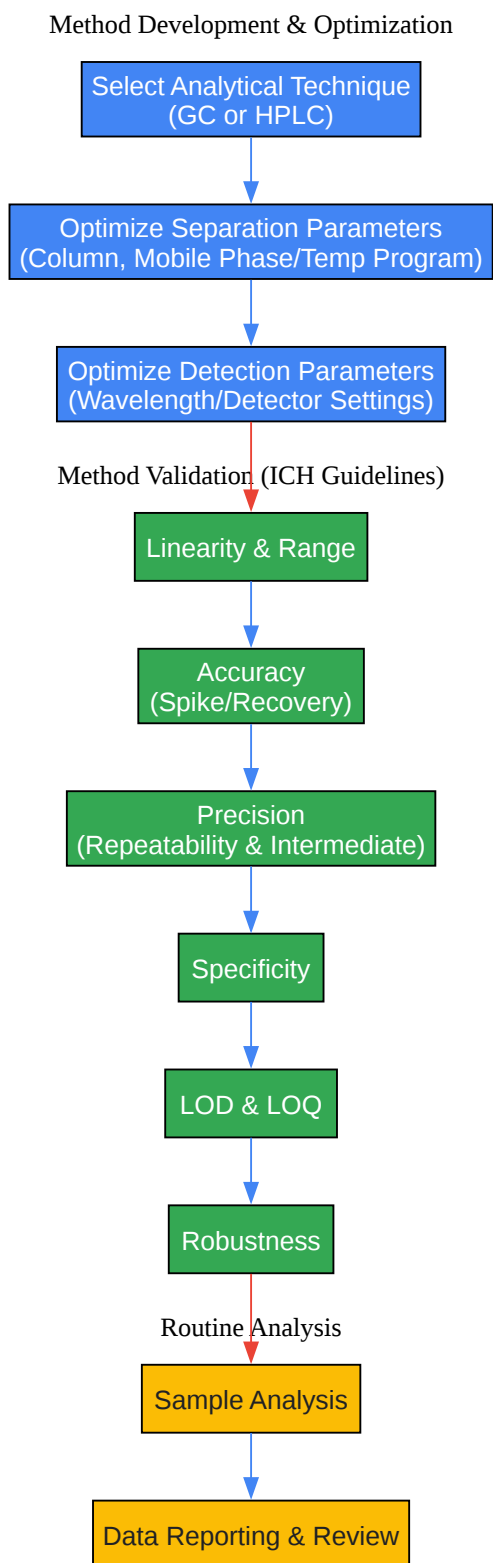 Method Development & Optimization
Select Analytical Technique
(GC or HPLC)
Optimize Separation Parameters
(Column, Mobile Phase/Temp Program)
Optimize Detection Parameters
(Wavelength/Detector Settings)
Method Validation (ICH Guidelines)
Linearity & Range
Accuracy
(Spike/Recovery)
Precision
(Repeatability & Intermediate)
Specificity
LOD & LOQ
Robustness
Routine Analysis
Sample Analysis
Data Reporting & Review